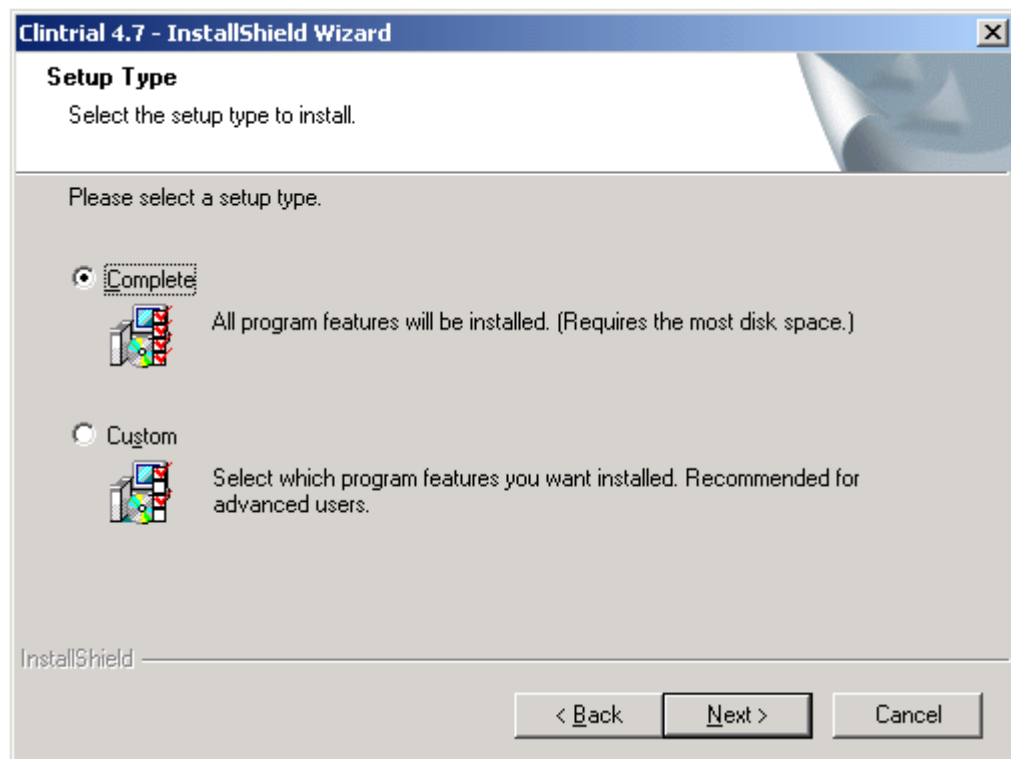 Clintrial 4.7 - InstallShield Wizard
Setup Type
Select the setup type to install.
Please select a setup type.
Complete
All program features will be installed. (Requires the most disk space.)
Custom
Select which program features you want installed. Recommended for
advanced users.
InstallShield
< Back
Next >
Cancel